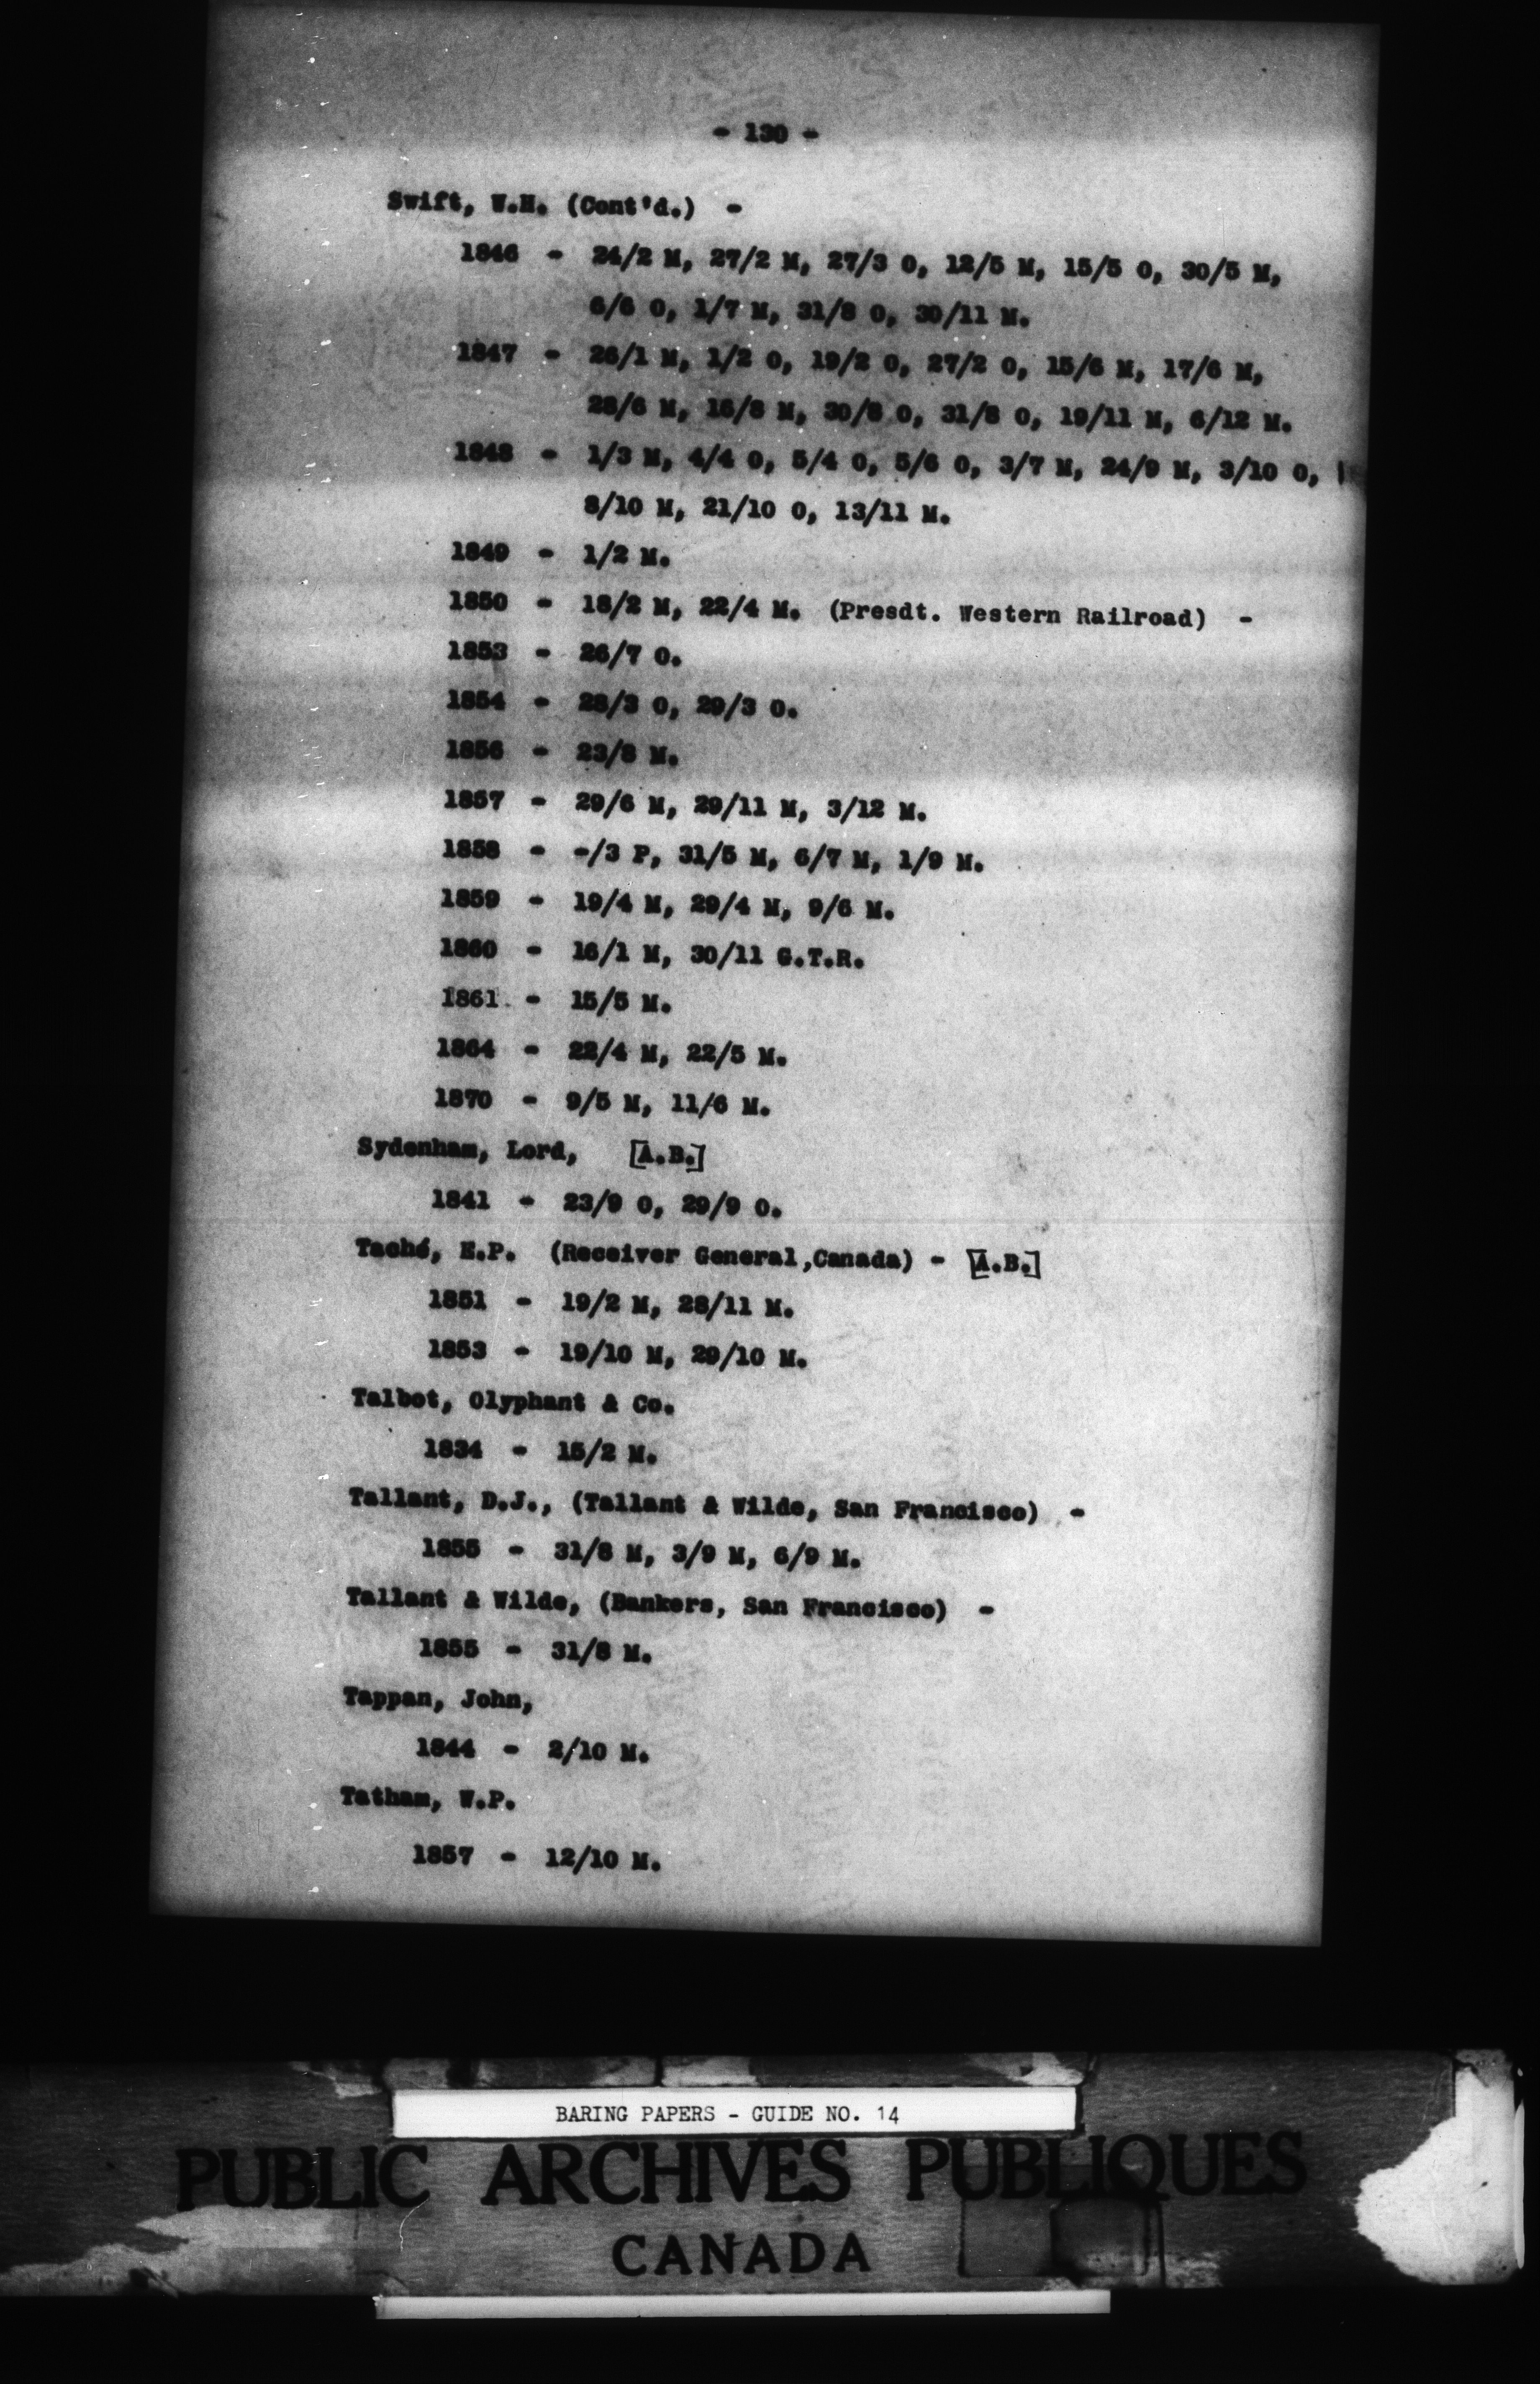 - 130 -
Swift, W.H. (Cont'd.) -
1846 - 24/2 M, 27/2 M, 27/3 O, 12/5 M, 15/5 O, 30/5 M,
6/6 O, 1/7 M, 31/8 O, 30/11 M.
1847 - 26/1 M, 1/2 O, 19/2 O, 27/2 O, 15/6 M, 17/6 M,
28/6 M, 16/8 M, 30/8 O, 31/8 O, 19/11 M, 6/12 M.
1848 - 1/3 M, 4/4 O, 5/4 O, 5/6 O, 3/7 M, 24/9 M, 3/10 O,
8/10 M, 21/10 O, 13/11 M.
1849 - 1/2 M.
1850 - 18/2 M, 22/4 M. (Presdt. Western Railroad) -
1853 - 26/7 O.
1854 - 28/3 O, 29/3 O.
1856 - 23/8 M.
1857 - 29/6 M, 29/11 M, 3/12 M.
1858 - -/3 P, 31/5 M, 6/7 M, 1/9 M.
1859 - 19/4 M, 29/4 M, 9/6 M.
1860 - 16/1 M, 30/11 G.T.R.
1861 - 15/5 M.
1864 - 22/4 M, 22/5 M.
1870 - 9/5 M, 11/6 M.
Sydenham, Lord, [A.B.]
1841 - 23/9 O, 29/9 O.
Taché, E.P. (Receiver General,Canada) - [A.B.]
1851 - 19/2 M, 28/11 M.
1853 - 19/10 M, 29/10 M.
Talbot, Olyphant & Co.
1834 - 15/2 M.
Tallant, D.J., (Tallant & Wilde, San Francisco) -
1855 - 31/8 M, 3/9 M, 6/9 M.
Tallant & Wilde, (Bankers, San Francisco) -
1855 - 31/8 M.
Tappan, John,
1844 - 2/10 M.
Tatham, W.P.
1857 - 12/10 M.
BARING PAPERS - GUIDE NO. 14
PUBLIC ARCHIVES PUBLIQUES
CANADA